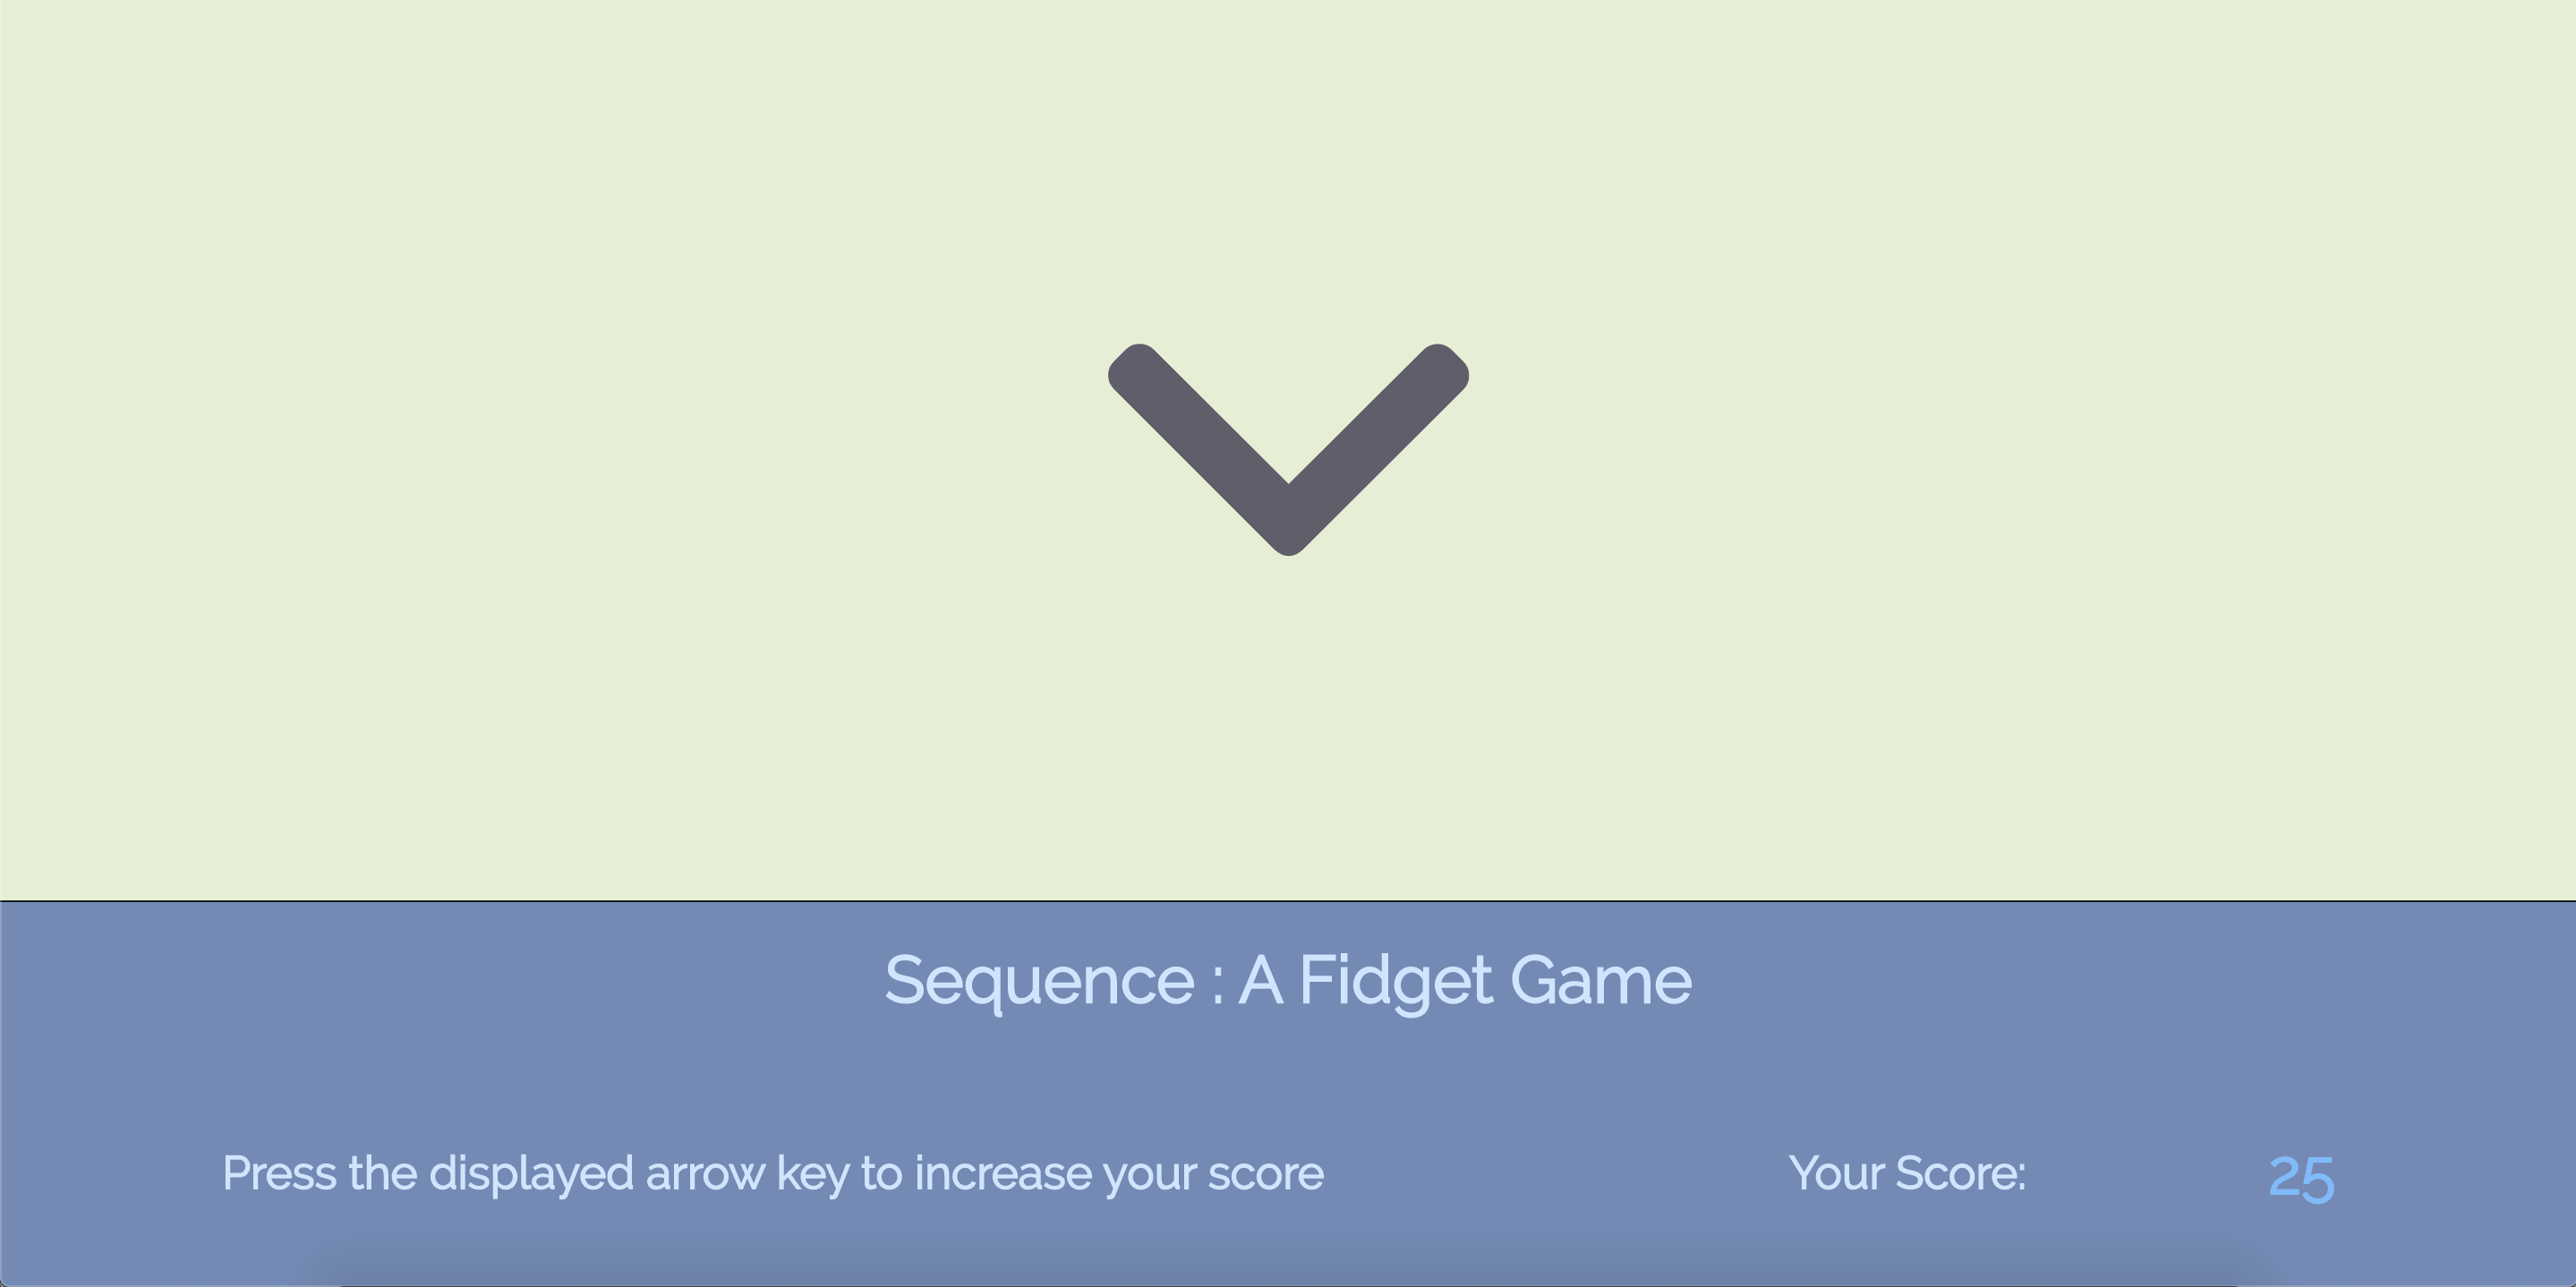 Sequence : A Fidget Game
Press the displayed arrow key to increase your score
Your Score: 25